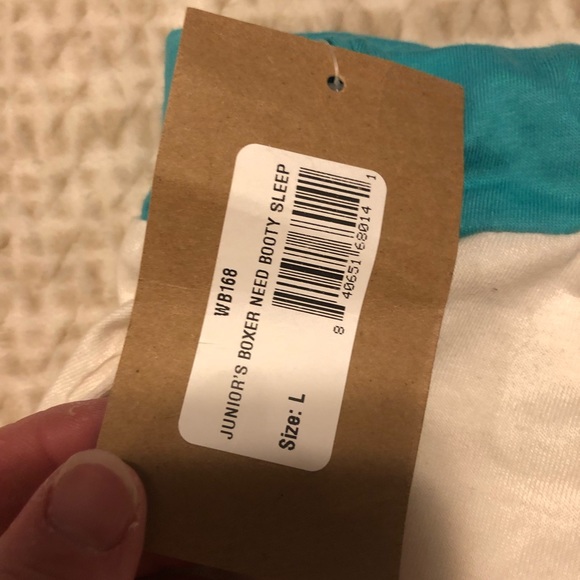 WB168
JUNIOR'S BOXER NEED BOOTY SLEEP
8 40651 68014 1
Size: L